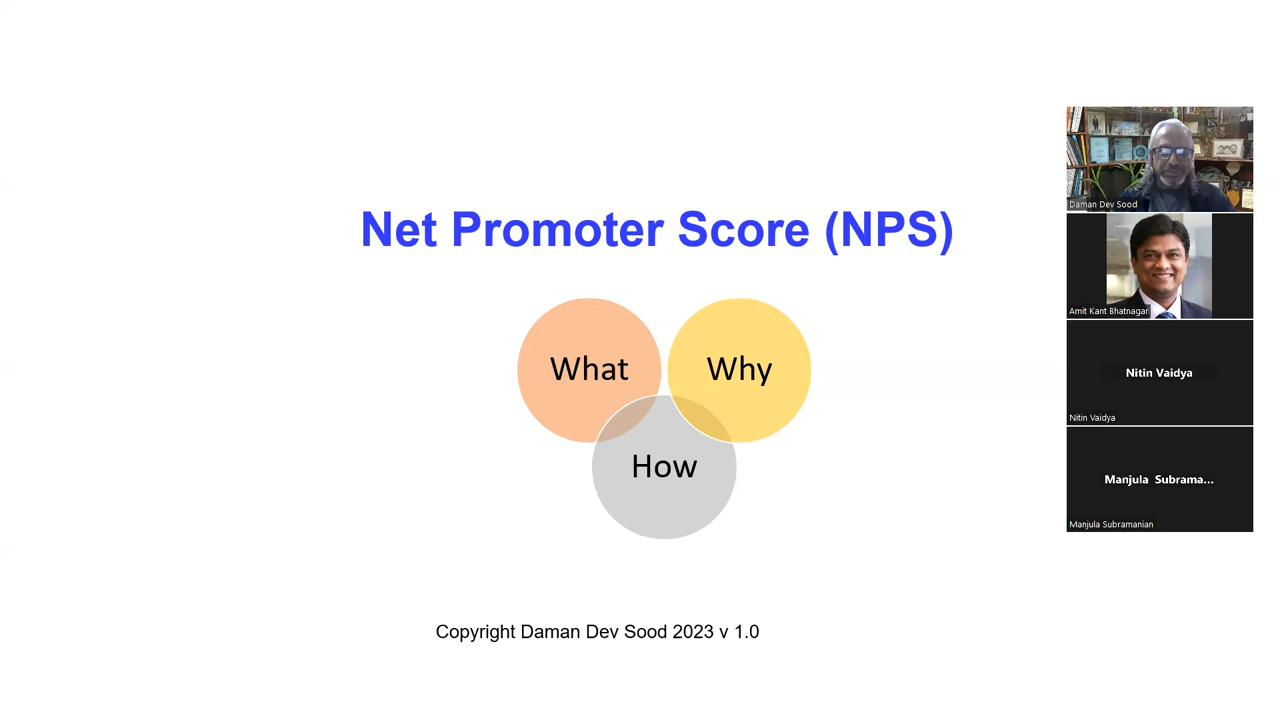 Net Promoter Score (NPS)
What
Why
How
Copyright Daman Dev Sood 2023 v 1.0
Daman Dev Sood
Amit Kant Bhatnagar
Nitin Vaidya
Nitin Vaidya
Manjula Subrama...
Manjula Subramanian